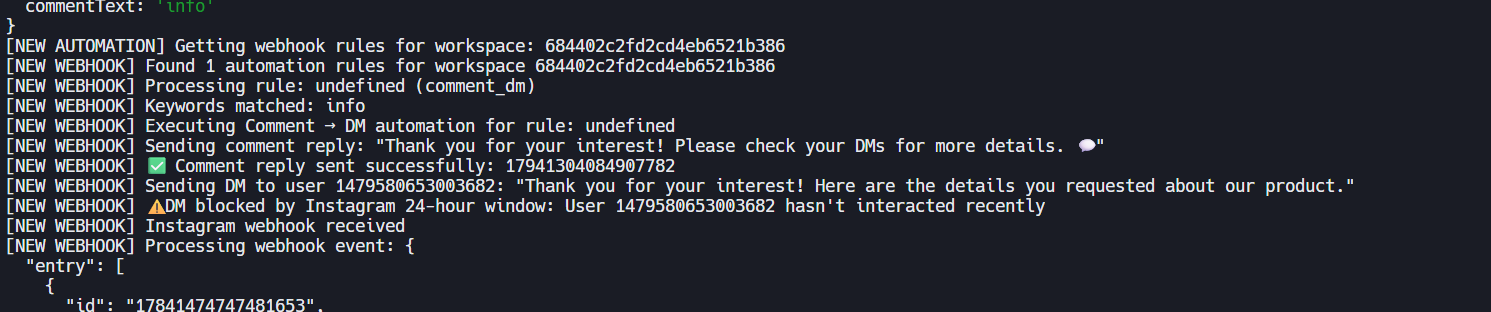 commentText: 'info'
}
[NEW AUTOMATION] Getting webhook rules for workspace: 684402c2fd2cd4eb6521b386
[NEW WEBHOOK] Found 1 automation rules for workspace 684402c2fd2cd4eb6521b386
[NEW WEBHOOK] Processing rule: undefined (comment_dm)
[NEW WEBHOOK] Keywords matched: info
[NEW WEBHOOK] Executing Comment → DM automation for rule: undefined
[NEW WEBHOOK] Sending comment reply: "Thank you for your interest! Please check your DMs for more details. 💬"
[NEW WEBHOOK] ✅ Comment reply sent successfully: 17941304084907782
[NEW WEBHOOK] Sending DM to user 1479580653003682: "Thank you for your interest! Here are the details you requested about our product."
[NEW WEBHOOK] ⚠️DM blocked by Instagram 24-hour window: User 1479580653003682 hasn't interacted recently
[NEW WEBHOOK] Instagram webhook received
[NEW WEBHOOK] Processing webhook event: {
"entry": [
{
"id": "17841474747481653",